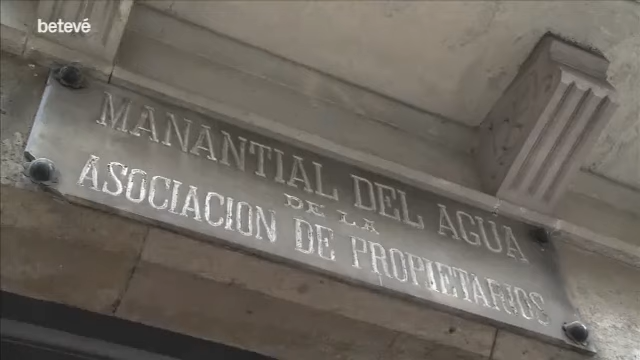 betevé
MANANTIAL DEL AGUA
DE LA
ASOCIACION DE PROPIETARIOS